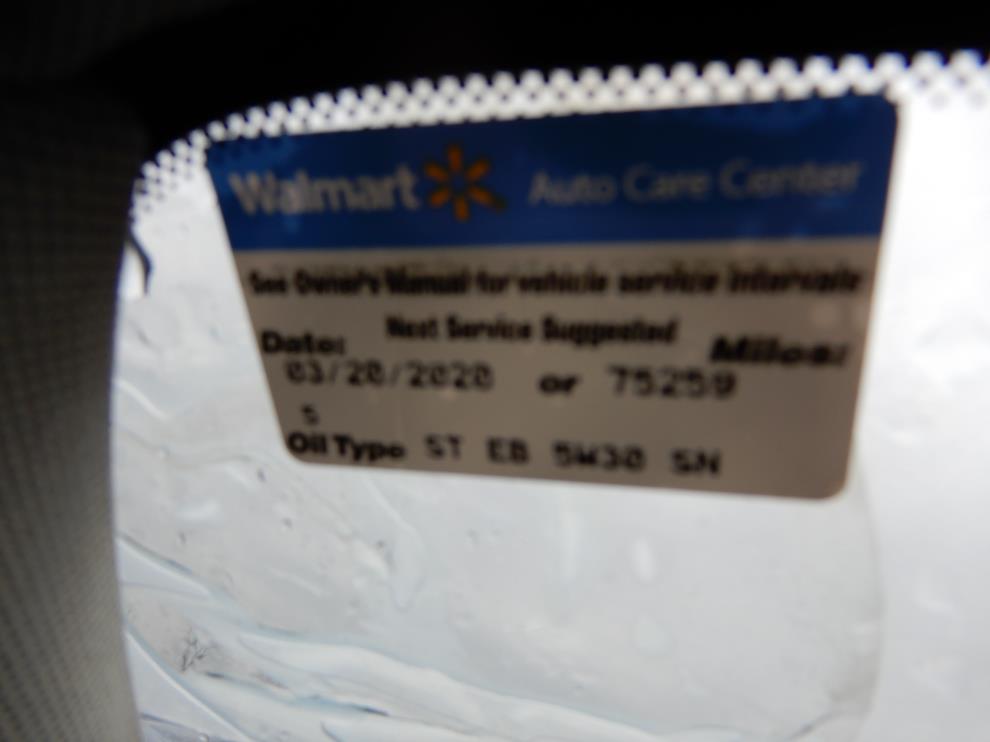 Walmart Auto Care Center
See Owner's Manual for vehicle service intervals
Next Service Suggested
Date: Miles:
03/20/2020 or 75259
S
Oil Type ST EB 5W30 SN